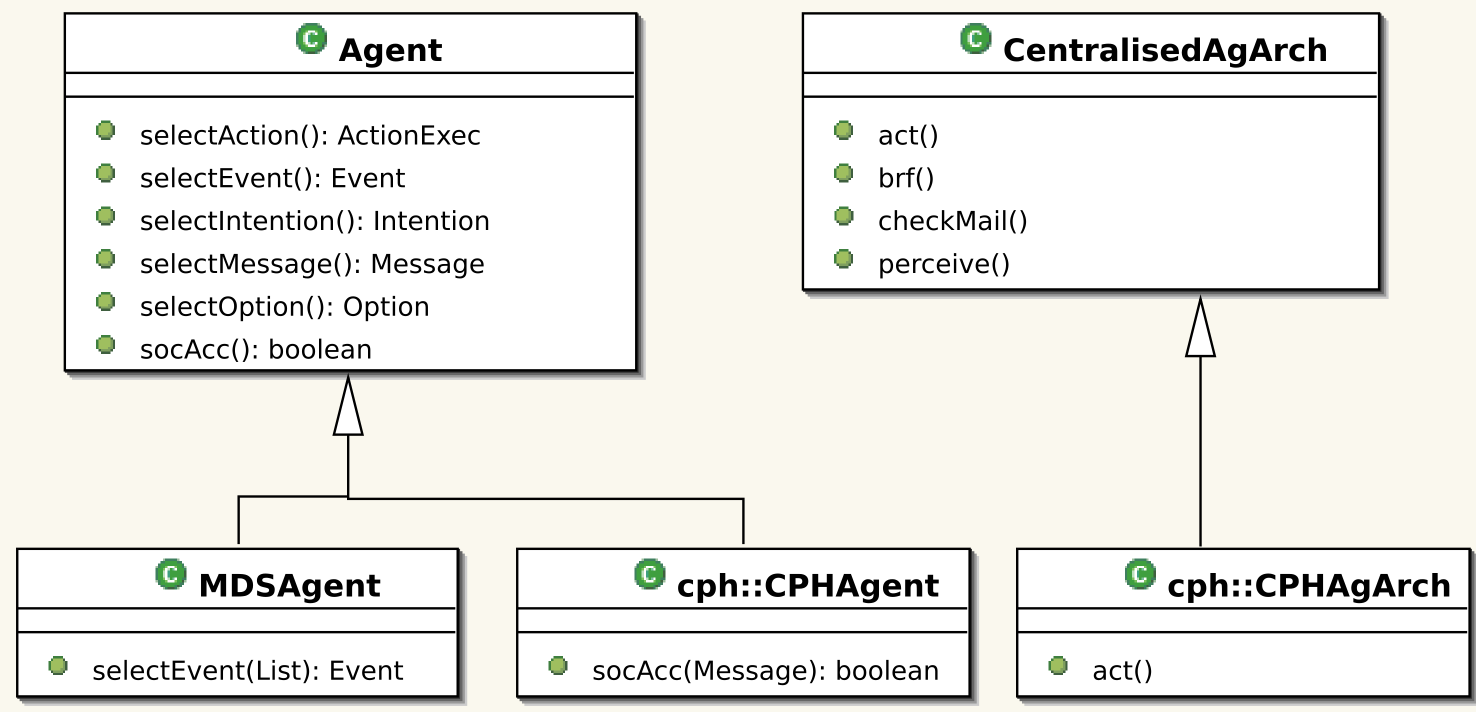 C Agent
selectAction(): ActionExec
selectEvent(): Event
selectIntention(): Intention
selectMessage(): Message
selectOption(): Option
socAcc(): boolean
C CentralisedAgArch
act()
brf()
checkMail()
perceive()
C MDSAgent
selectEvent(List): Event
C cph::CPHAgent
socAcc(Message): boolean
C cph::CPHAgArch
act()